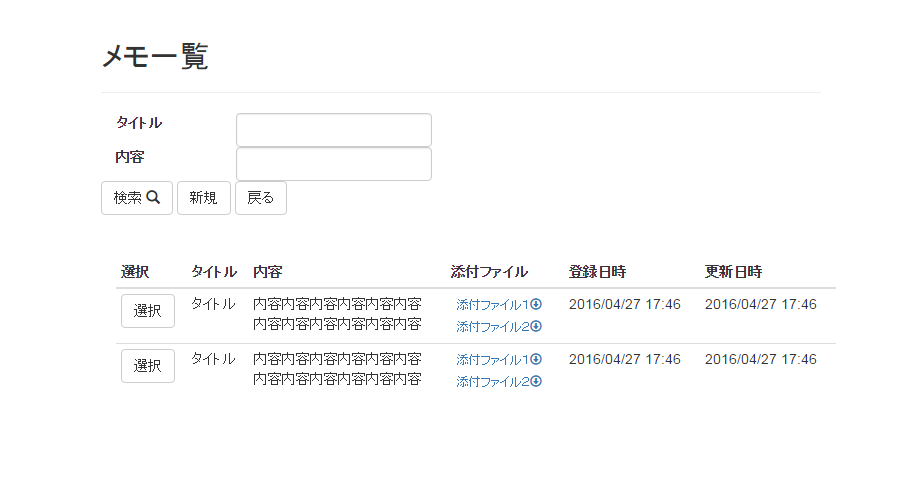 メモ一覧
タイトル
内容
検索 新規 戻る
選択 タイトル 内容 添付ファイル 登録日時 更新日時
選択 タイトル 内容内容内容内容内容内容 添付ファイル1 2016/04/27 17:46 2016/04/27 17:46
内容内容内容内容内容内容 添付ファイル2
選択 タイトル 内容内容内容内容内容内容 添付ファイル1 2016/04/27 17:46 2016/04/27 17:46
内容内容内容内容内容内容 添付ファイル2